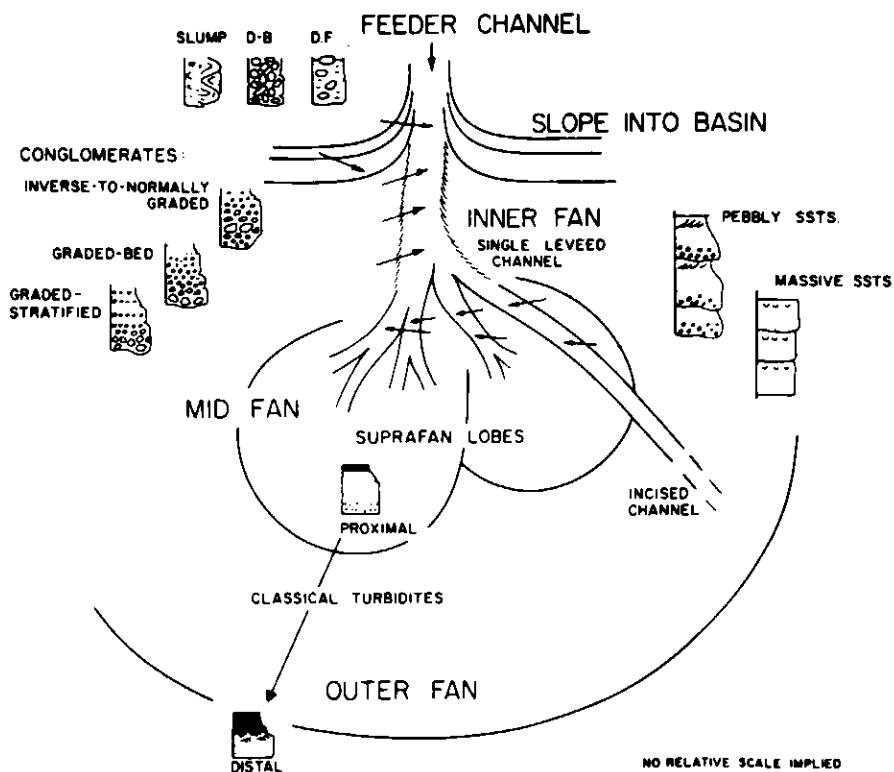 FEEDER CHANNEL
SLUMP D-B D.F
SLOPE INTO BASIN
CONGLOMERATES:
INVERSE-TO-NORMALLY
GRADED
INNER FAN
SINGLE LEVEED
CHANNEL
PEBBLY SSTS.
GRADED-BED
MASSIVE SSTS
GRADED-
STRATIFIED
MID FAN
SUPRAFAN LOBES
INCISED
CHANNEL
PROXIMAL
CLASSICAL TURBIDITES
OUTER FAN
DISTAL
NO RELATIVE SCALE IMPLIED